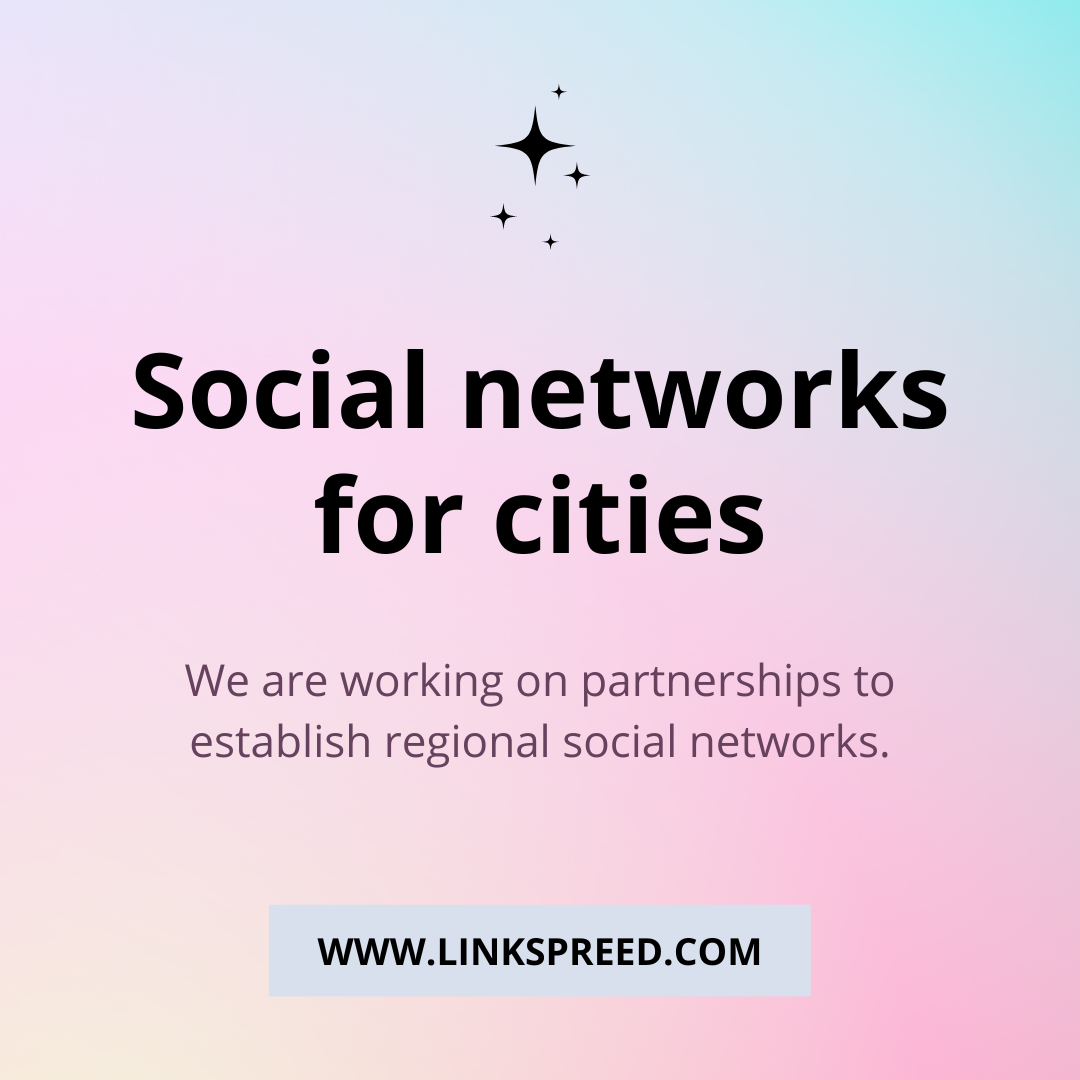 Social networks
for cities
We are working on partnerships to
establish regional social networks.
WWW.LINKSPREED.COM